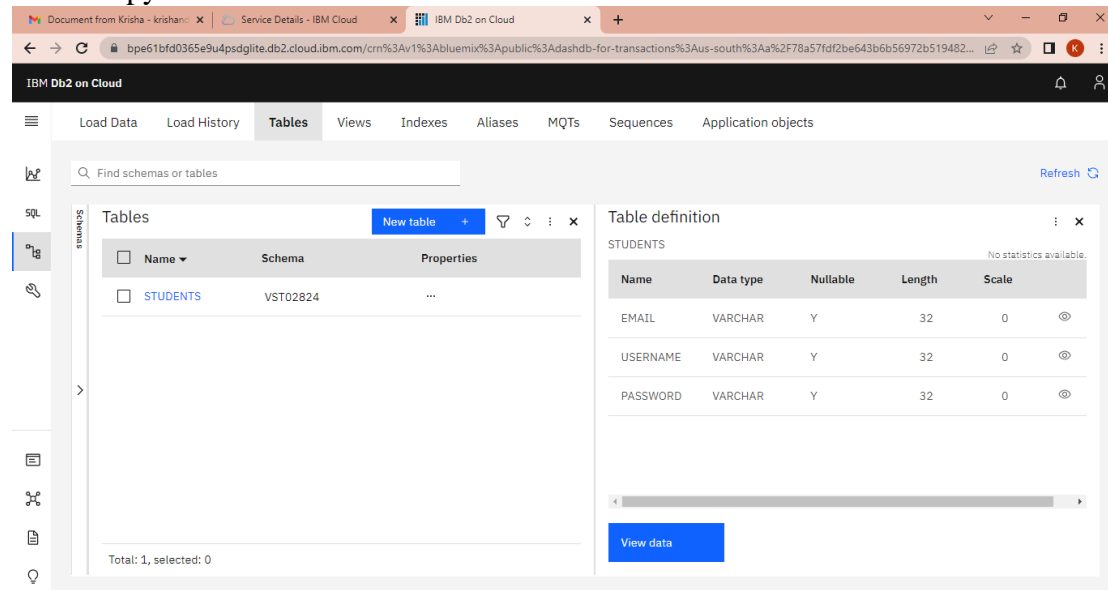 Document from Krisha - krishand
Service Details - IBM Cloud
IBM Db2 on Cloud
bpe61bfd0365e9u4psdglite.db2.cloud.ibm.com/crn%3Av1%3Abluemix%3Apublic%3Adashdb-for-transactions%3Aus-south%3Aa%2F78a57fdf2be643b6b56972b519482...
K
IBM Db2 on Cloud
Load Data Load History Tables Views Indexes Aliases MQTs Sequences Application objects
Find schemas or tables
Refresh
SQL
Schemas
Tables
New table +
Name Schema Properties
STUDENTS VST02824 ...
Total: 1, selected: 0
Table definition
STUDENTS
No statistics available.
Name Data type Nullable Length Scale
EMAIL VARCHAR Y 32 0
USERNAME VARCHAR Y 32 0
PASSWORD VARCHAR Y 32 0
View data